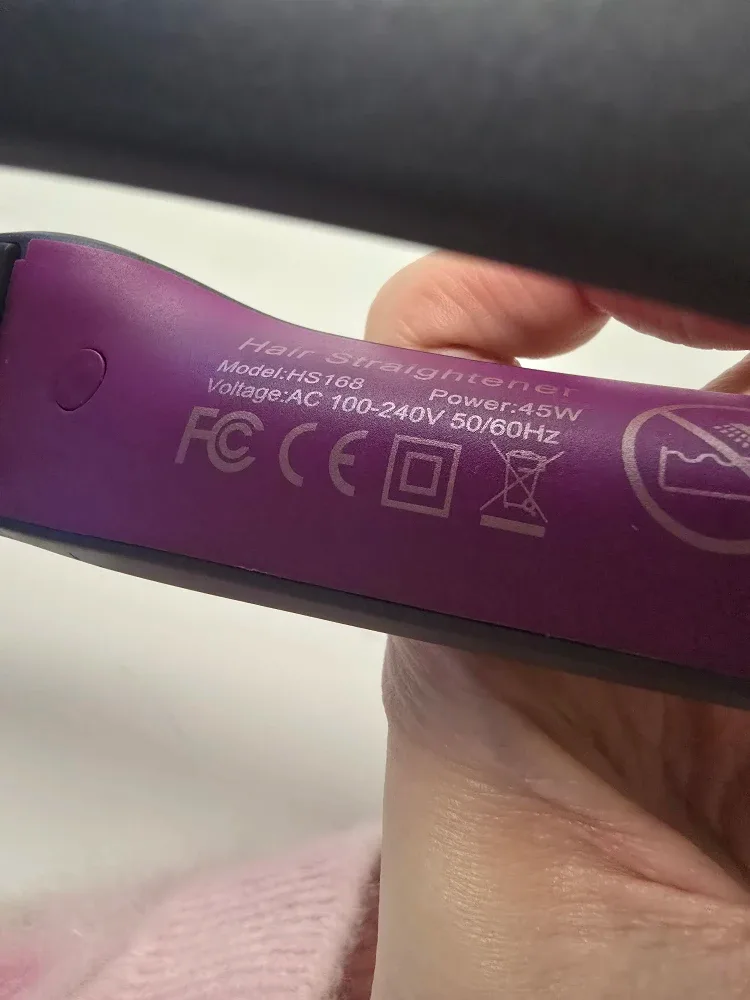 Hair Straightener
Model:HS168 Power:45W
Voltage:AC 100-240V 50/60Hz
FC CE